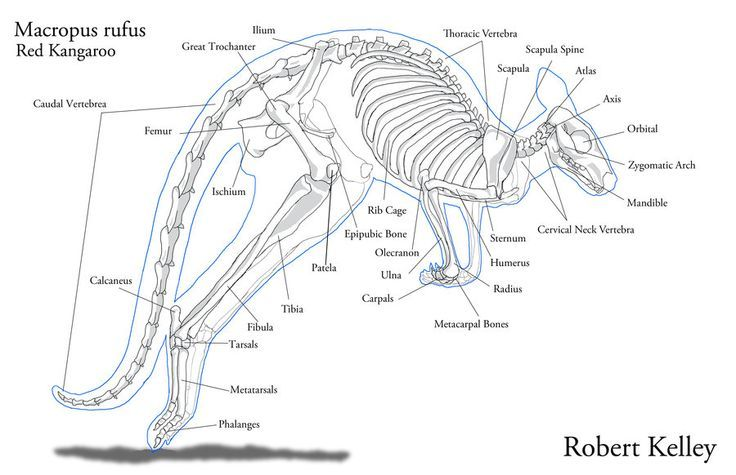 Macropus rufus
Red Kangaroo
Ilium
Great Trochanter
Thoracic Vertebra
Scapula Spine
Scapula
Atlas
Caudal Vertebrea
Axis
Femur
Orbital
Zygomatic Arch
Ischium
Mandible
Rib Cage
Epipubic Bone
Sternum
Cervical Neck Vertebra
Olecranon
Humerus
Patela
Ulna
Calcaneus
Radius
Carpals
Tibia
Metacarpal Bones
Fibula
Tarsals
Metatarsals
Phalanges
Robert Kelley